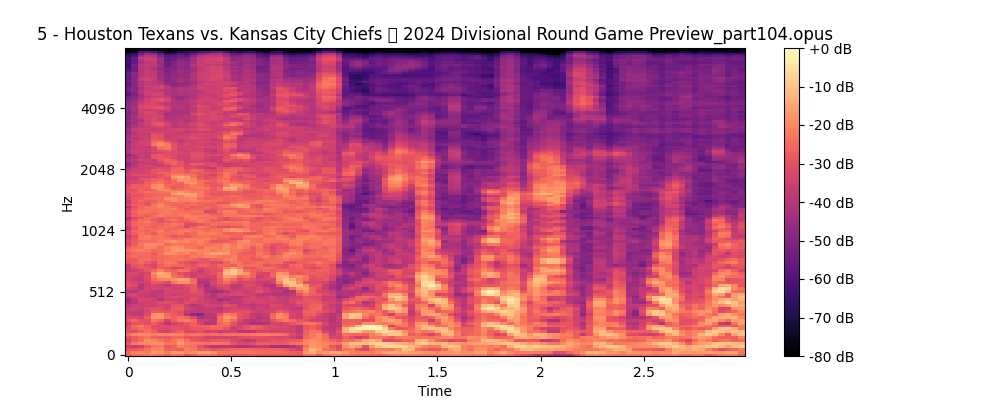 5 - Houston Texans vs. Kansas City Chiefs ▯ 2024 Divisional Round Game Preview_part104.opus
+0 dB
4096
-10 dB
-20 dB
2048
-30 dB
Hz
1024
-40 dB
-50 dB
512
-60 dB
-70 dB
0
-80 dB
0 0.5 1 1.5 2 2.5
Time